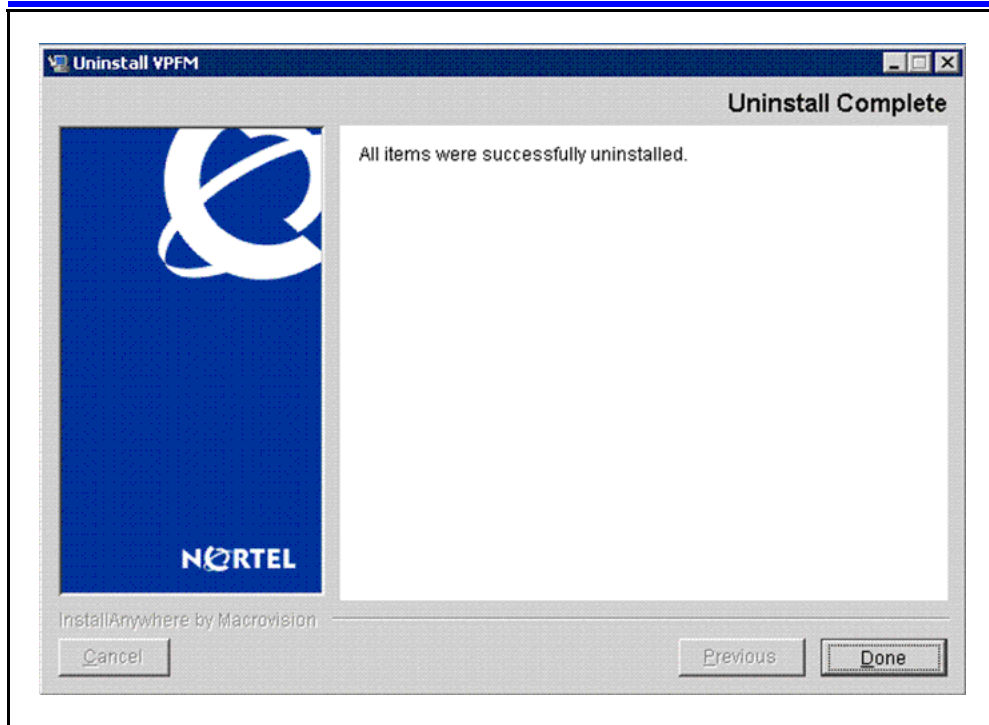 Uninstall VPFM
Uninstall Complete
All items were successfully uninstalled.
NORTEL
InstallAnywhere by Macrovision
Cancel
Previous
Done